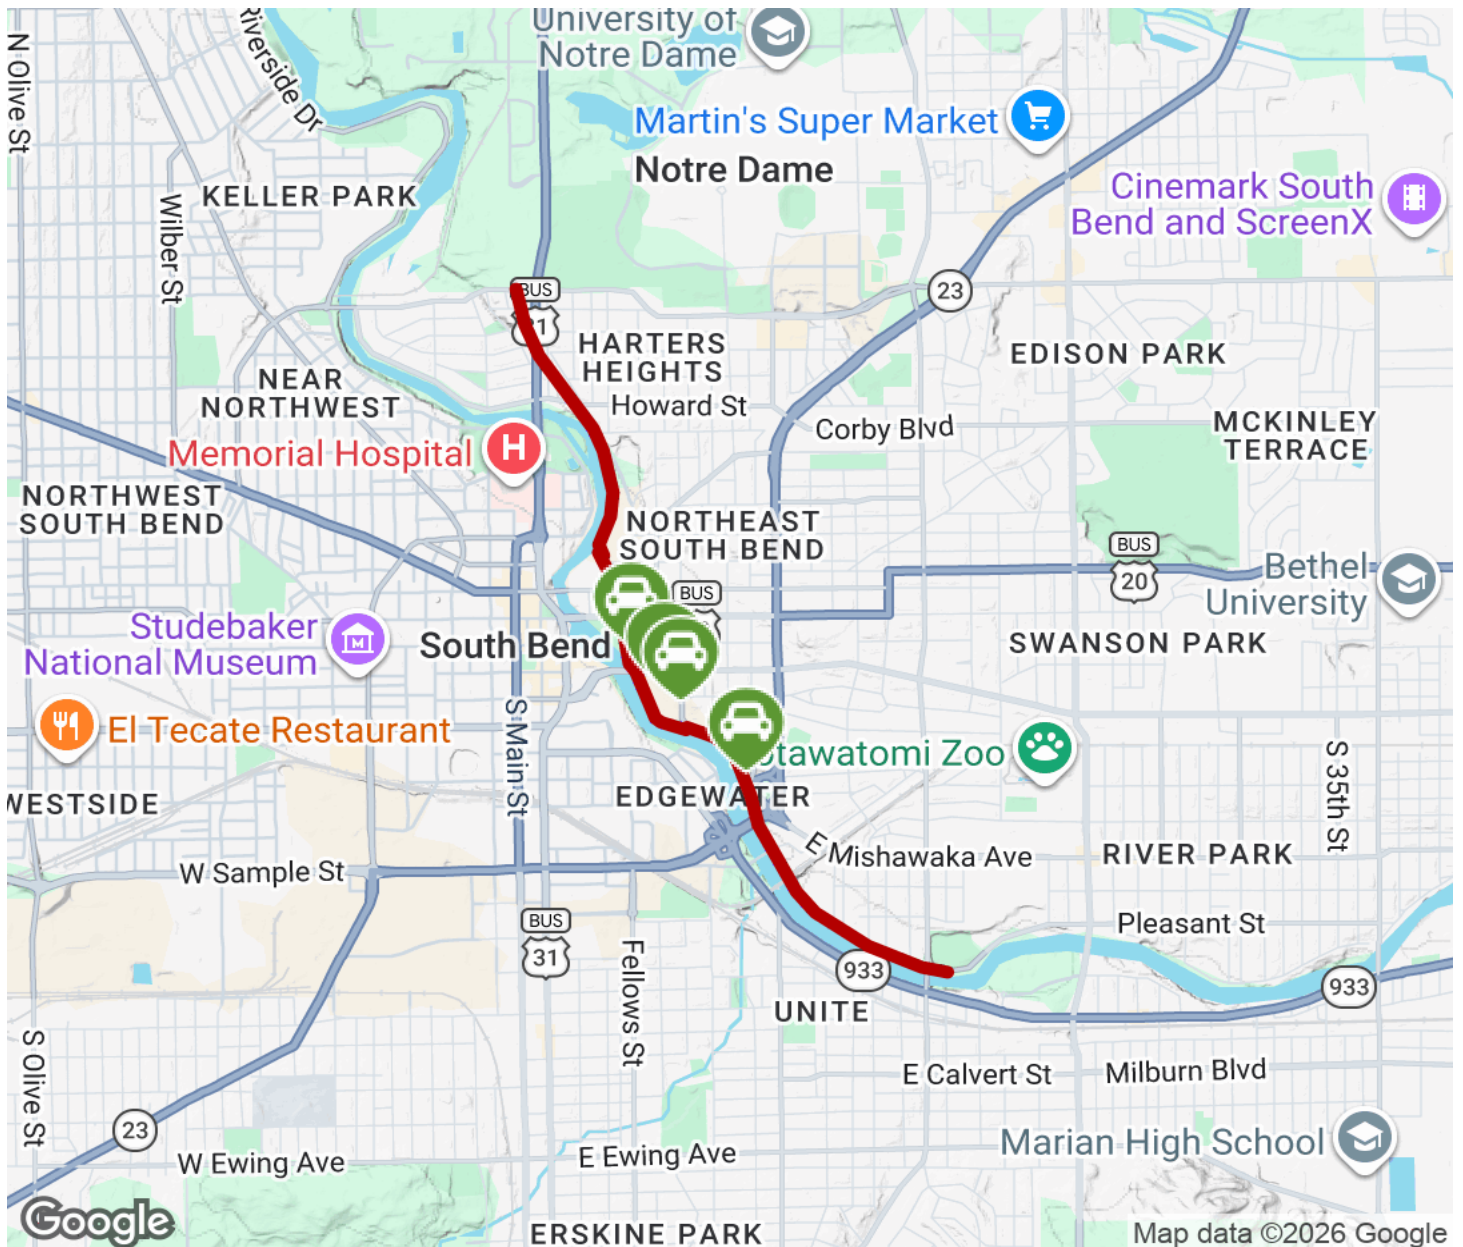 University of
Notre Dame
N Olive St
Riverside Dr
Martin's Super Market
Notre Dame
Cinemark South
Bend and ScreenX
KELLER PARK
Wilber St
BUS
31
23
HARTERS
HEIGHTS
EDISON PARK
NEAR
NORTHWEST
Howard St
Corby Blvd
MCKINLEY
TERRACE
Memorial Hospital
H
NORTHWEST
SOUTH BEND
NORTHEAST
SOUTH BEND
BUS
20
Bethel
University
BUS
Studebaker
National Museum
M
South Bend
SWANSON PARK
El Tecate Restaurant
S Main St
otawatomi Zoo
S 35th St
WESTSIDE
EDGEWATER
E Mishawaka Ave
RIVER PARK
W Sample St
BUS
31
Fellows St
Pleasant St
933
933
UNITE
S Olive St
E Calvert St
Milburn Blvd
23
W Ewing Ave
E Ewing Ave
Marian High School
Google
ERSKINE PARK
Map data ©2026 Google